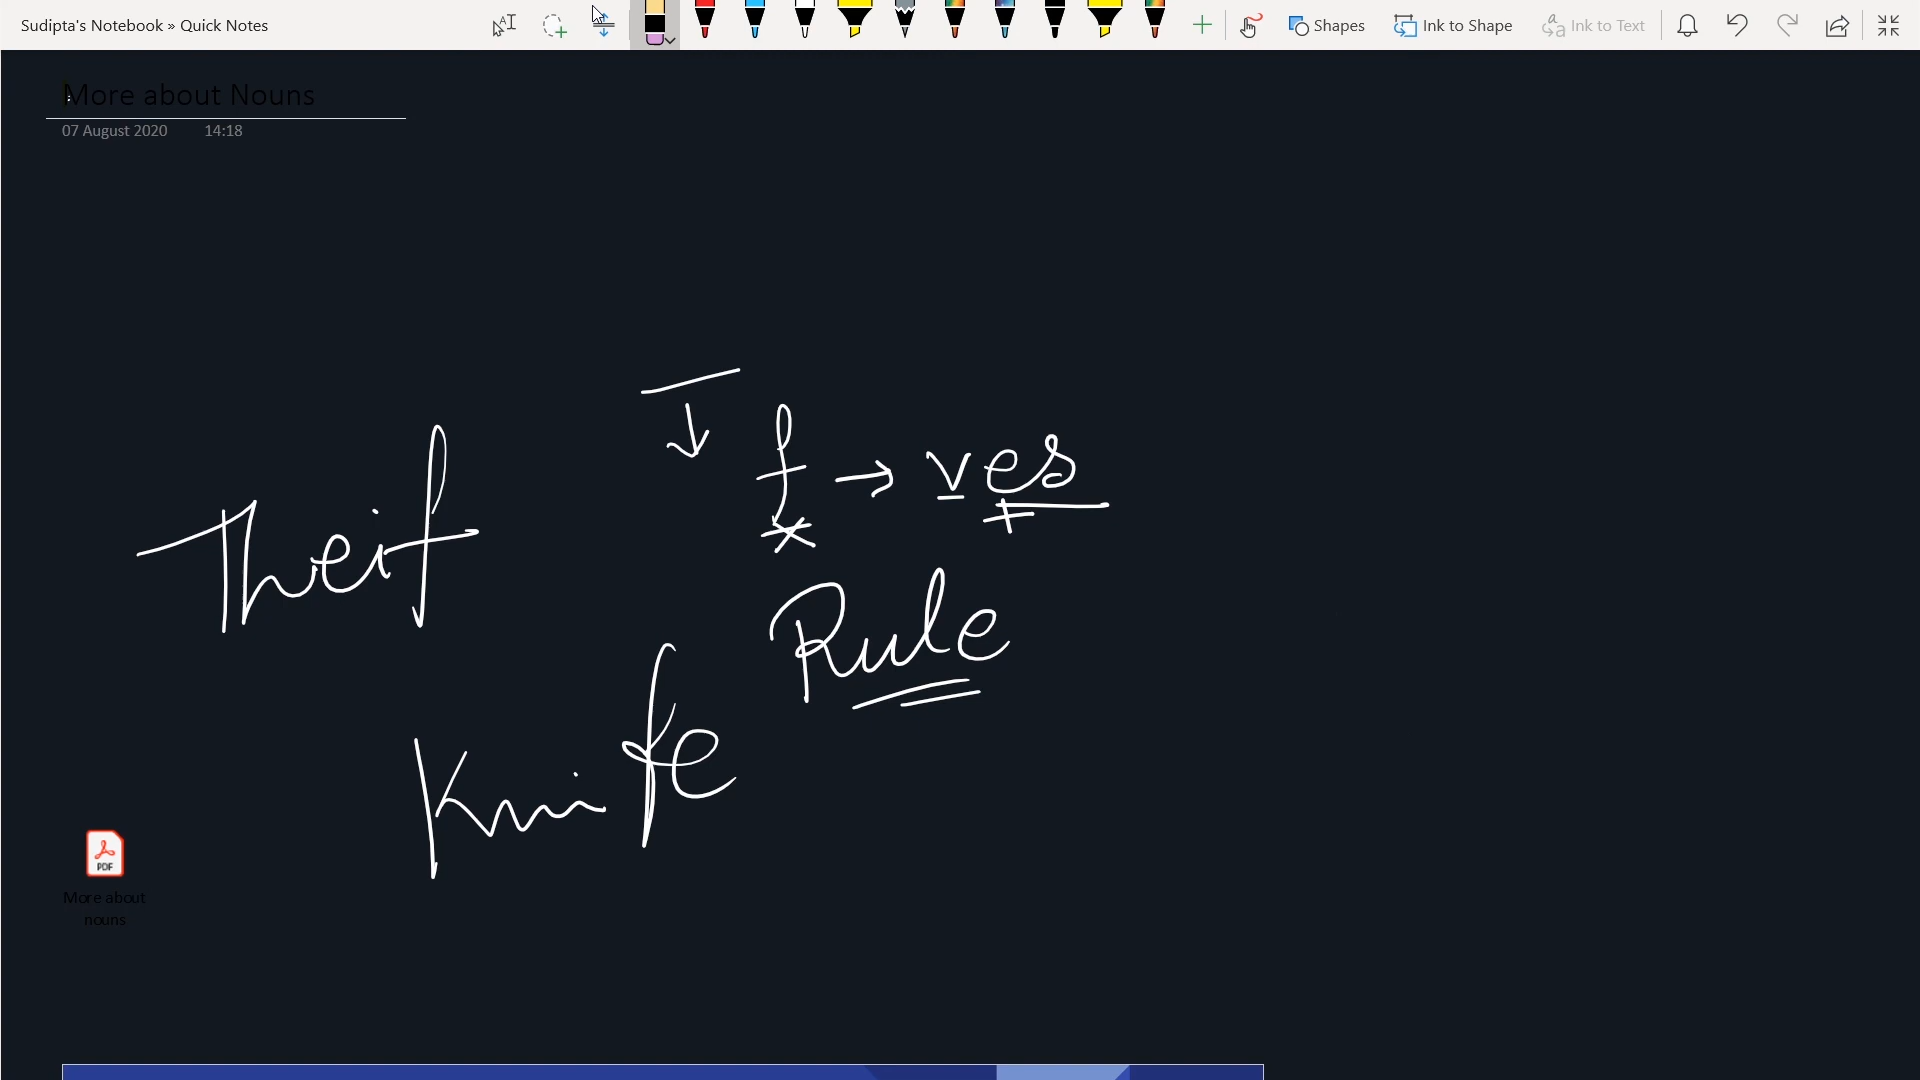 Sudipta's Notebook » Quick Notes
Shapes
Ink to Shape
Ink to Text
More about Nouns
07 August 2020 14:18
f → ves
Theif
Rule
Knife
PDF
More about
nouns